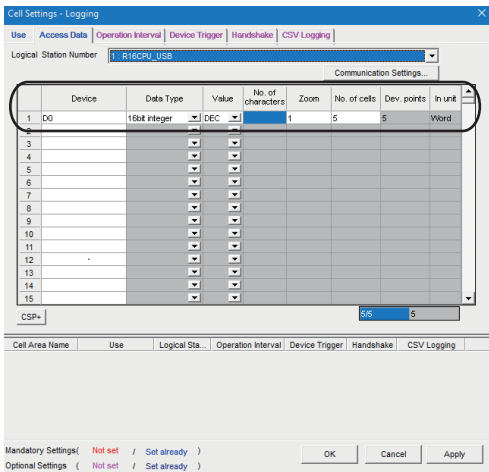 Cell Settings - Logging
Use Access Data Operation Interval Device Trigger Handshake CSV Logging
Logical Station Number 1 : R16CPU_USB
Communication Settings...
Device Data Type Value No. of characters Zoom No. of cells Dev. points In unit
1 D0 16bit integer DEC 1 5 5 Word
2
3
4
5
6
7
8
9
10
11
12
13
14
15
CSP+ 5/5 5
Cell Area Name Use Logical Sta... Operation Interval Device Trigger Handshake CSV Logging
Mandatory Settings( Not set / Set already )
Optional Settings ( Not set / Set already )
OK Cancel Apply